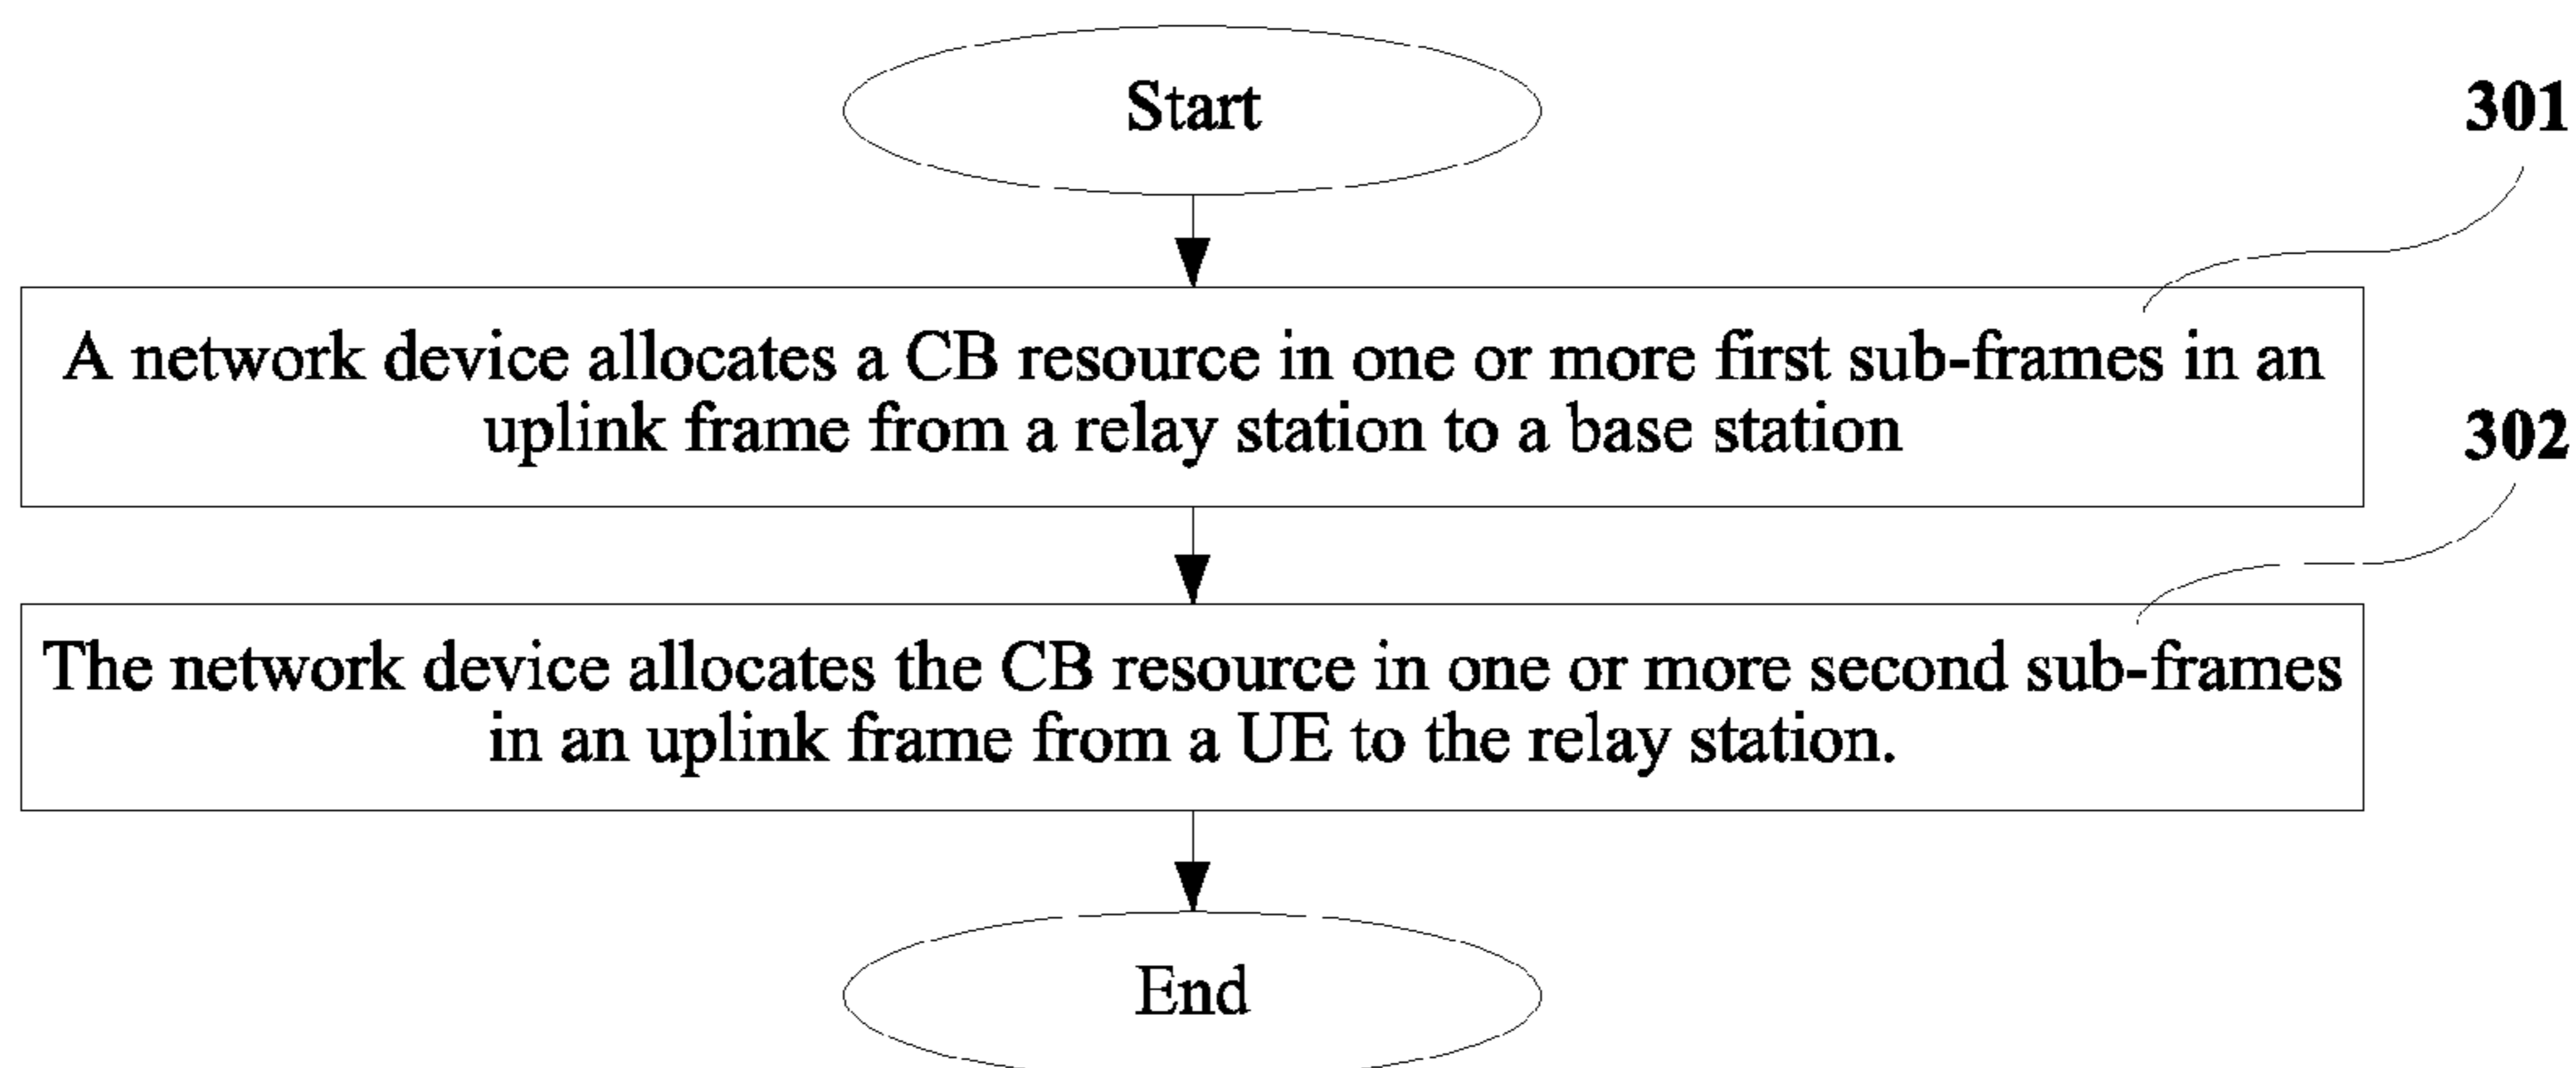 Start
301
A network device allocates a CB resource in one or more first sub-frames in an
uplink frame from a relay station to a base station
302
The network device allocates the CB resource in one or more second sub-frames
in an uplink frame from a UE to the relay station.
End